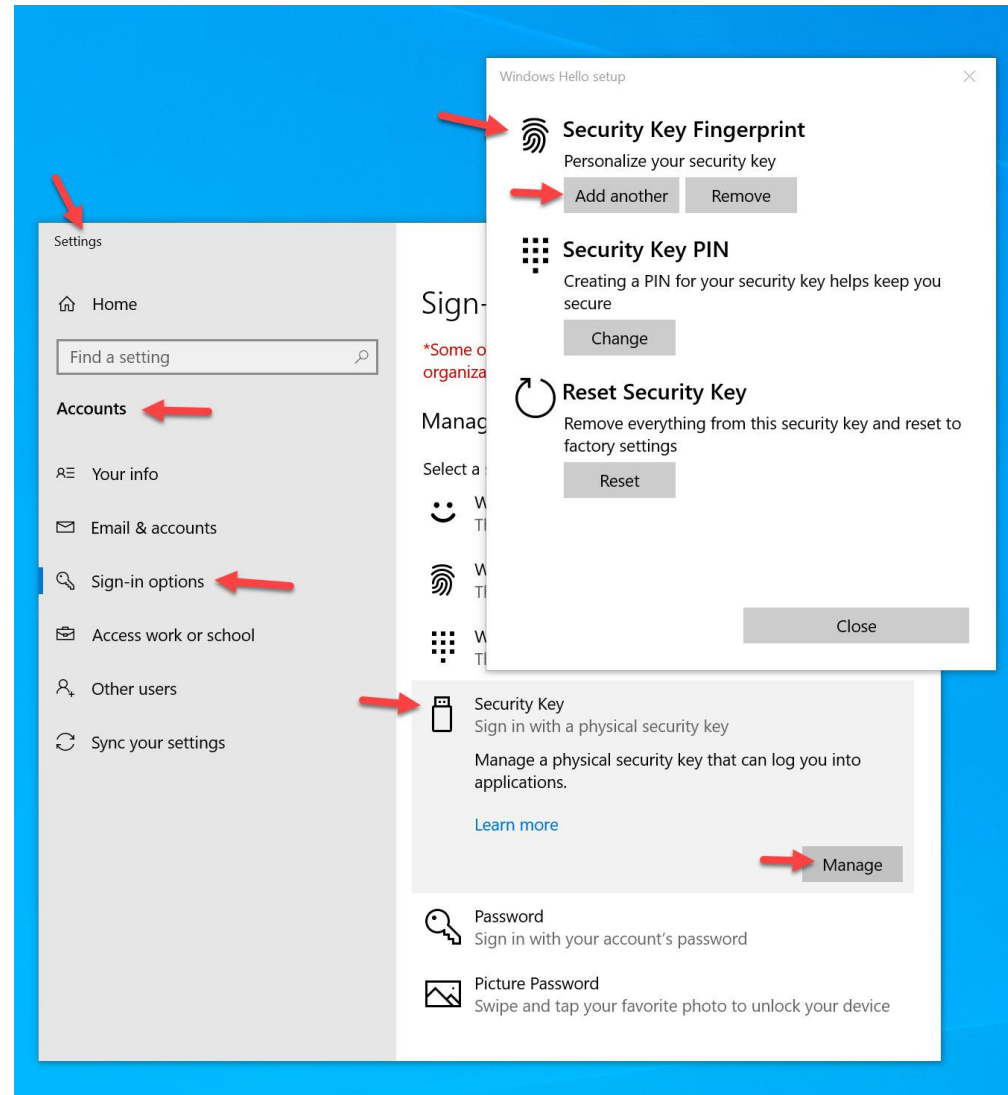 Windows Hello setup
Security Key Fingerprint
Personalize your security key
Add another Remove
Security Key PIN
Creating a PIN for your security key helps keep you
secure
Change
Reset Security Key
Remove everything from this security key and reset to
factory settings
Reset
Close
Settings
Home
Find a setting
Accounts
Your info
Email & accounts
Sign-in options
Access work or school
Other users
Sync your settings
Sign-
*Some o
organiza
Manag
Select a
W
Th
W
Th
W
Th
Security Key
Sign in with a physical security key
Manage a physical security key that can log you into
applications.
Learn more
Manage
Password
Sign in with your account's password
Picture Password
Swipe and tap your favorite photo to unlock your device